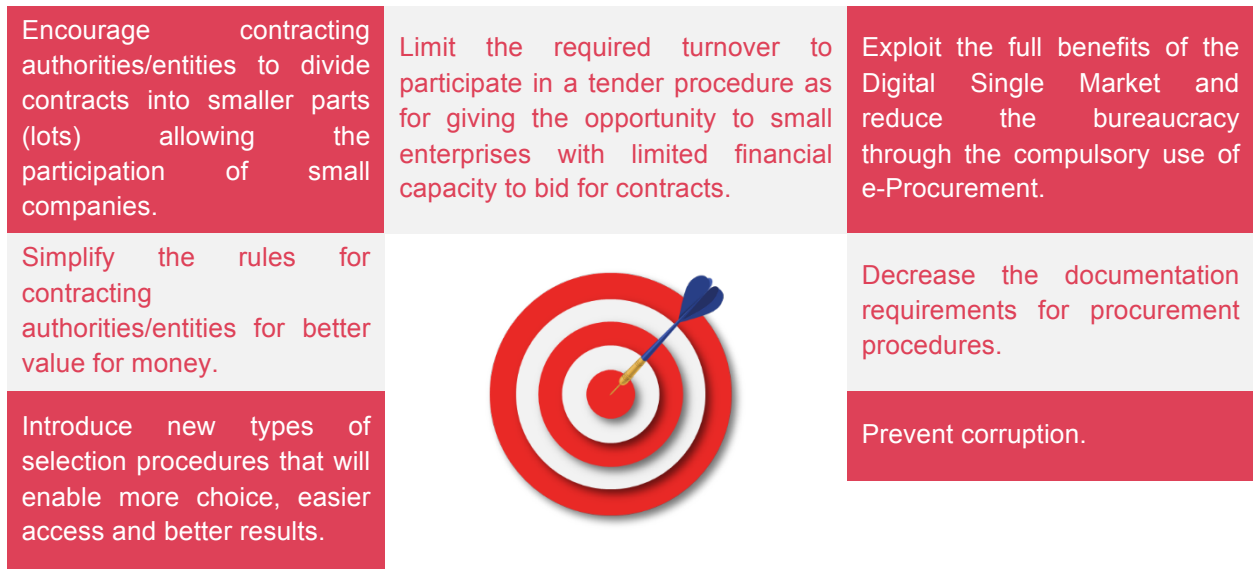 Encourage contracting
authorities/entities to divide
contracts into smaller parts
(lots) allowing the
participation of small
companies.
Limit the required turnover to
participate in a tender procedure as
for giving the opportunity to small
enterprises with limited financial
capacity to bid for contracts.
Exploit the full benefits of the
Digital Single Market and
reduce the bureaucracy
through the compulsory use of
e-Procurement.
Simplify the rules for
contracting
authorities/entities for better
value for money.
Decrease the documentation
requirements for procurement
procedures.
Introduce new types of
selection procedures that will
enable more choice, easier
access and better results.
Prevent corruption.